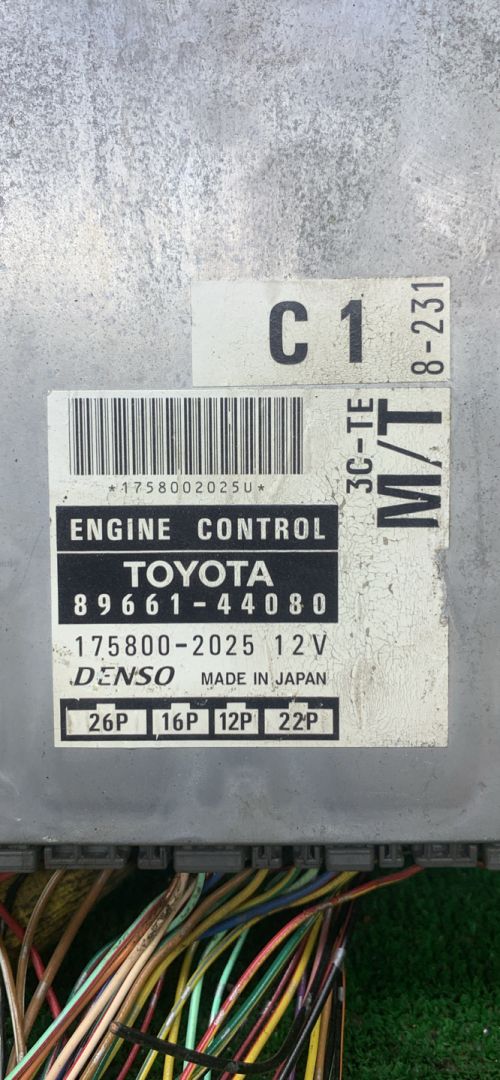 C 1
8-231
3C-TE
M/T
*1758002025U*
ENGINE CONTROL
TOYOTA
89661-44080
175800-2025 12V
DENSO MADE IN JAPAN
26P 16P 12P 22P